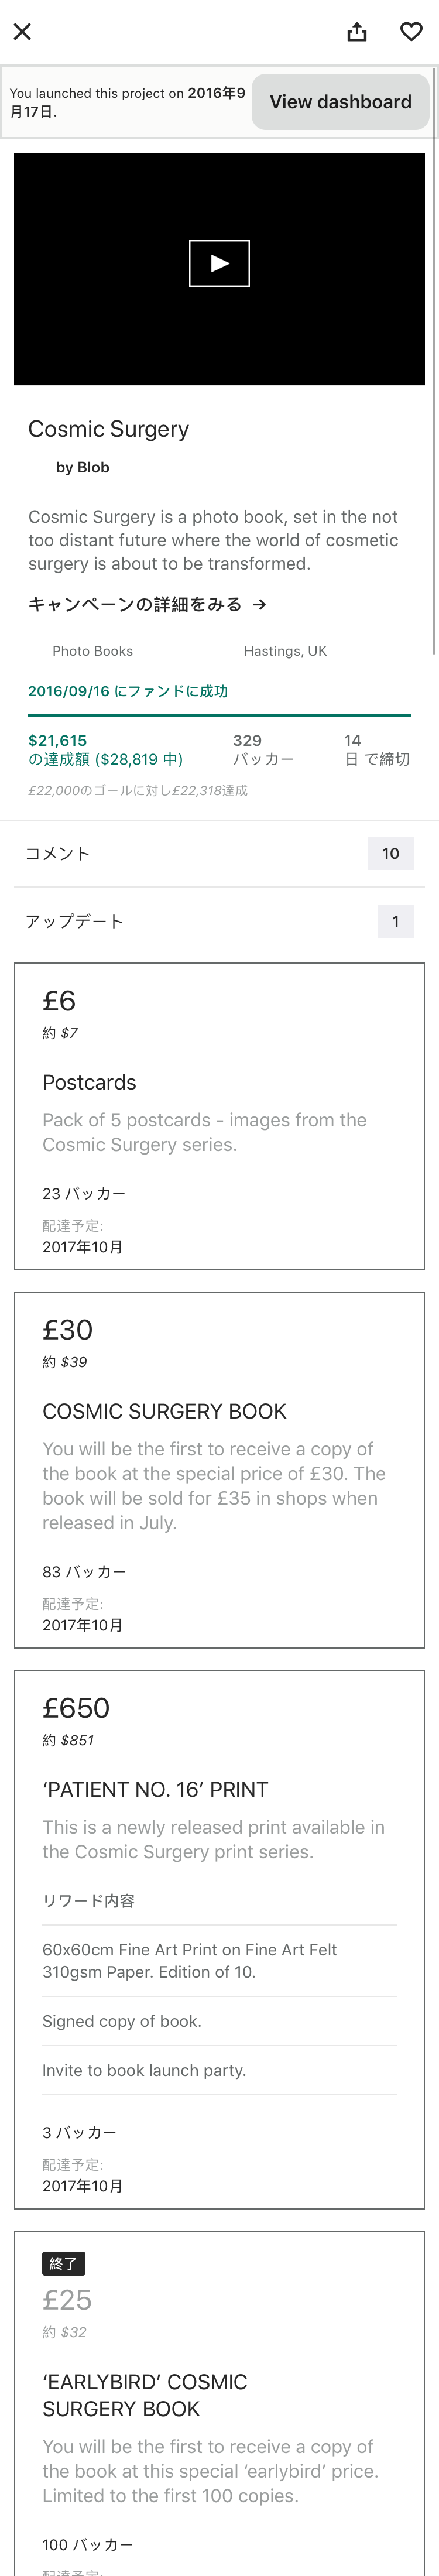 You launched this project on 2016年9
月17日.
View dashboard
Cosmic Surgery
by Blob
Cosmic Surgery is a photo book, set in the not
too distant future where the world of cosmetic
surgery is about to be transformed.
キャンペーンの詳細をみる →
Photo Books
Hastings, UK
2016/09/16 にファンドに成功
$21,615
の達成額 ($28,819 中)
329
バッカー
14
日 で締切
£22,000のゴールに対し£22,318達成
コメント
10
アップデート
1
£6
約 $7
Postcards
Pack of 5 postcards - images from the
Cosmic Surgery series.
23 バッカー
配達予定:
2017年10月
£30
約 $39
COSMIC SURGERY BOOK
You will be the first to receive a copy of
the book at the special price of £30. The
book will be sold for £35 in shops when
released in July.
83 バッカー
配達予定:
2017年10月
£650
約 $851
‘PATIENT NO. 16’ PRINT
This is a newly released print available in
the Cosmic Surgery print series.
リワード内容
60x60cm Fine Art Print on Fine Art Felt
310gsm Paper. Edition of 10.
Signed copy of book.
Invite to book launch party.
3 バッカー
配達予定:
2017年10月
終了
£25
約 $32
‘EARLYBIRD’ COSMIC
SURGERY BOOK
You will be the first to receive a copy of
the book at this special ‘earlybird’ price.
Limited to the first 100 copies.
100 バッカー